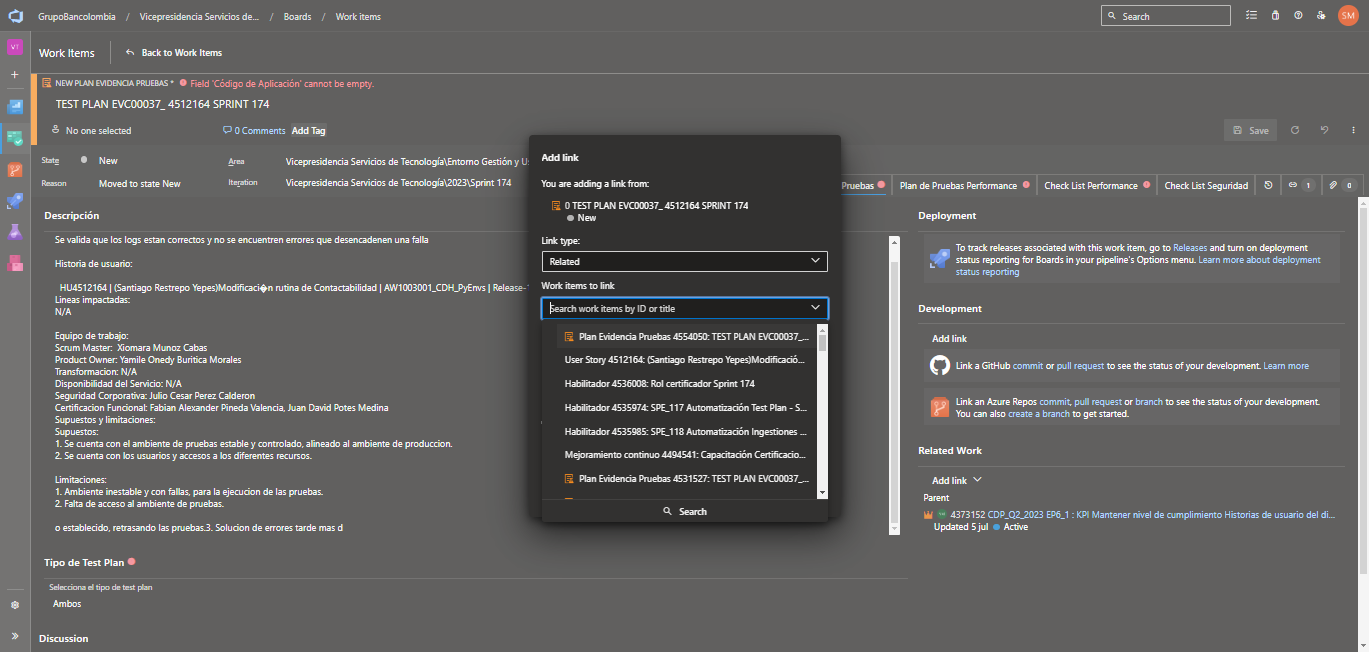 GrupoBancolombia / Vicepresidencia Servicios de... / Boards / Work items
Search
SM
VT
Work Items
Back to Work Items
NEW PLAN EVIDENCIA PRUEBAS * Field 'Código de Aplicación' cannot be empty.
TEST PLAN EVC00037_ 4512164 SPRINT 174
No one selected
0 Comments
Add Tag
Save
State New
Area Vicepresidencia Servicios de Tecnología\Entorno Gestión y Us
Reason Moved to state New
Iteration Vicepresidencia Servicios de Tecnología\2023\Sprint 174
Pruebas
Plan de Pruebas Performance
Check List Performance
Check List Seguridad
1
0
Descripción
Se valida que los logs estan correctos y no se encuentren errores que desencadenen una falla
Historia de usuario:
HU4512164 | (Santiago Restrepo Yepes)Modificaci�n rutina de Contactabilidad | AW1003001_CDH_PyEnvs | Release-1
Lineas impactadas:
N/A
Equipo de trabajo:
Scrum Master: Xiomara Munoz Cabas
Product Owner: Yamile Onedy Buritica Morales
Transformacion: N/A
Disponibilidad del Servicio: N/A
Seguridad Corporativa: Julio Cesar Perez Calderon
Certificacion Funcional: Fabian Alexander Pineda Valencia, Juan David Potes Medina
Supuestos y limitaciones:
Supuestos:
1. Se cuenta con el ambiente de pruebas estable y controlado, alineado al ambiente de produccion.
2. Se cuenta con los usuarios y accesos a los diferentes recursos.
Limitaciones:
1. Ambiente inestable y con fallas, para la ejecucion de las pruebas.
2. Falta de acceso al ambiente de pruebas.
o establecido, retrasando las pruebas.3. Solucion de errores tarde mas d
Tipo de Test Plan
Selecciona el tipo de test plan
Ambos
Discussion
Add link
You are adding a link from:
0 TEST PLAN EVC00037_ 4512164 SPRINT 174
New
Link type:
Related
Work items to link
Search work items by ID or title
Plan Evidencia Pruebas 4554050: TEST PLAN EVC00037_...
User Story 4512164: (Santiago Restrepo Yepes)Modificació...
Habilitador 4536008: Rol certificador Sprint 174
Habilitador 4535974: SPE_117 Automatización Test Plan - S...
Habilitador 4535985: SPE_118 Automatización Ingestiones ...
Mejoramiento continuo 4494541: Capacitación Certificacio...
Plan Evidencia Pruebas 4531527: TEST PLAN EVC00037_...
Search
Deployment
To track releases associated with this work item, go to Releases and turn on deployment
status reporting for Boards in your pipeline's Options menu. Learn more about deployment
status reporting
Development
Add link
Link a GitHub commit or pull request to see the status of your development. Learn more
Link an Azure Repos commit, pull request or branch to see the status of your development.
You can also create a branch to get started.
Related Work
Add link
Parent
4373152 CDP_Q2_2023 EP6_1 : KPI Mantener nivel de cumplimiento Historias de usuario del di...
Updated 5 jul Active